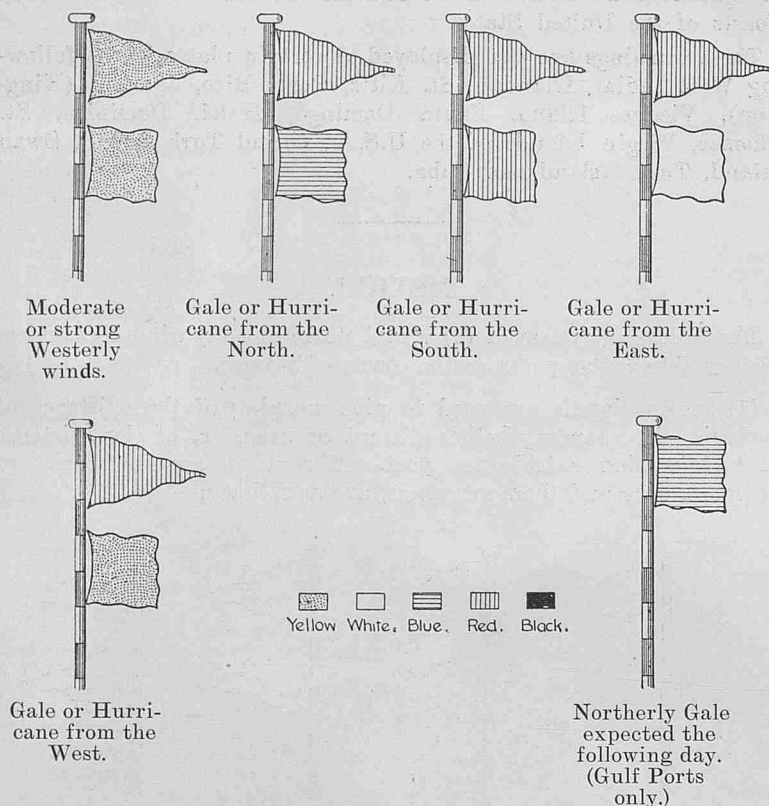 Moderate
or strong
Westerly
winds.
Gale or Hurri-
cane from the
North.
Gale or Hurri-
cane from the
South.
Gale or Hurri-
cane from the
East.
Gale or Hurri-
cane from the
West.
Yellow White. Blue. Red. Black.
Northerly Gale
expected the
following day.
(Gulf Ports
only.)